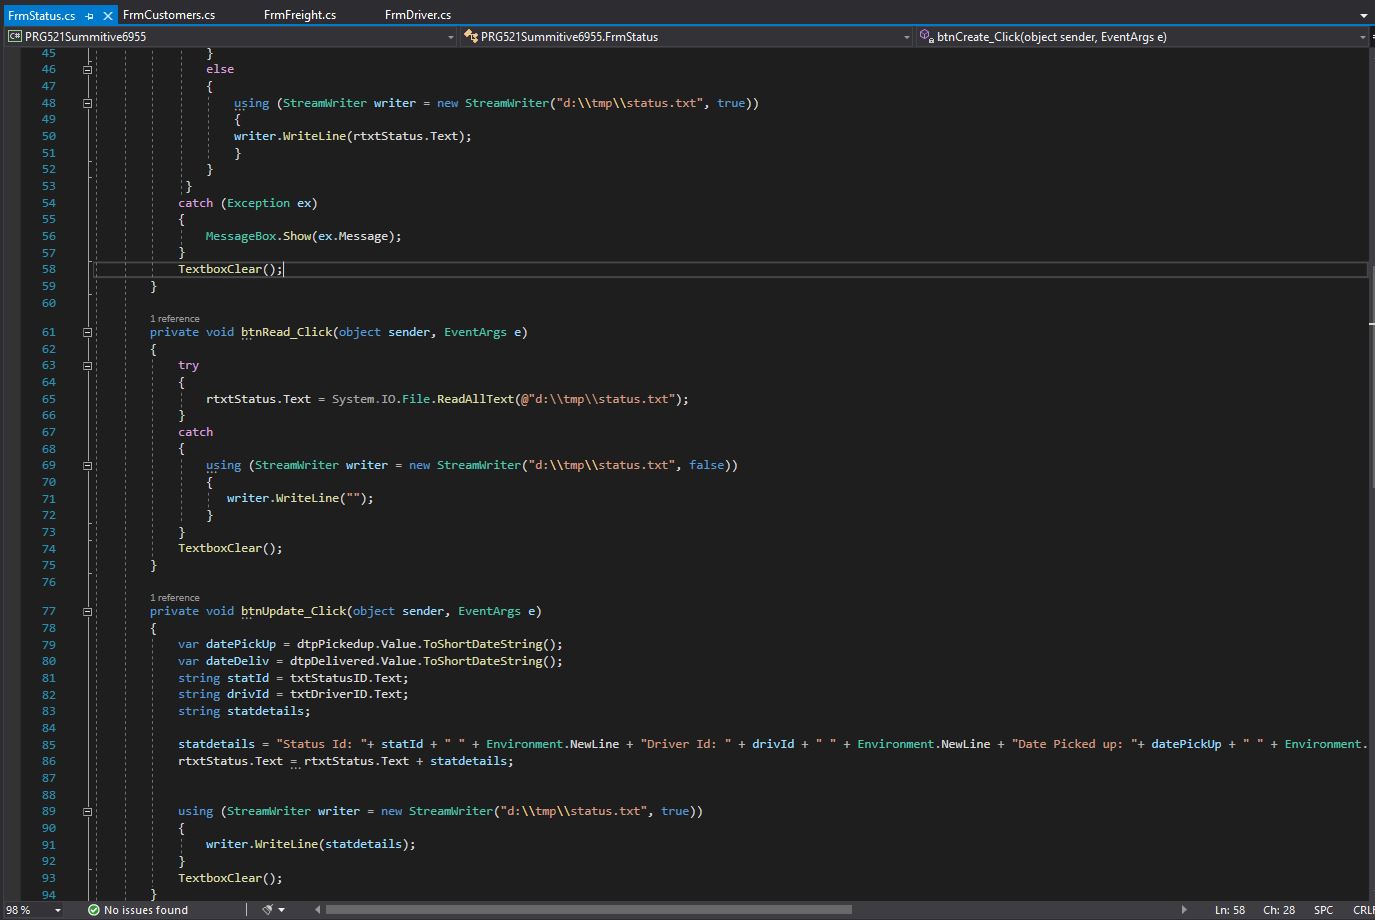 FrmStatus.cs FrmCustomers.cs FrmFreight.cs FrmDriver.cs
C# PRG521Summitive6955 PRG521Summitive6955.FrmStatus btnCreate_Click(object sender, EventArgs e)
45 }
46 else
47 {
48 using (StreamWriter writer = new StreamWriter("d:\\tmp\\status.txt", true))
49 {
50 writer.WriteLine(rtxtStatus.Text);
51 }
52 }
53 }
54 catch (Exception ex)
55 {
56 MessageBox.Show(ex.Message);
57 }
58 TextboxClear();
59 }
60
1 reference
61 private void btnRead_Click(object sender, EventArgs e)
62 {
63 try
64 {
65 rtxtStatus.Text = System.IO.File.ReadAllText(@"d:\\tmp\\status.txt");
66 }
67 catch
68 {
69 using (StreamWriter writer = new StreamWriter("d:\\tmp\\status.txt", false))
70 {
71 writer.WriteLine("");
72 }
73 }
74 TextboxClear();
75 }
76
1 reference
77 private void btnUpdate_Click(object sender, EventArgs e)
78 {
79 var datePickUp = dtpPickedup.Value.ToShortDateString();
80 var dateDeliv = dtpDelivered.Value.ToShortDateString();
81 string statId = txtStatusID.Text;
82 string drivId = txtDriverID.Text;
83 string statdetails;
84
85 statdetails = "Status Id: "+ statId + " " + Environment.NewLine + "Driver Id: " + drivId + " " + Environment.NewLine + "Date Picked up: "+ datePickUp + " " + Environment.
86 rtxtStatus.Text = rtxtStatus.Text + statdetails;
87
88
89 using (StreamWriter writer = new StreamWriter("d:\\tmp\\status.txt", true))
90 {
91 writer.WriteLine(statdetails);
92 }
93 TextboxClear();
94 }
98 % No issues found Ln: 58 Ch: 28 SPC CRLF